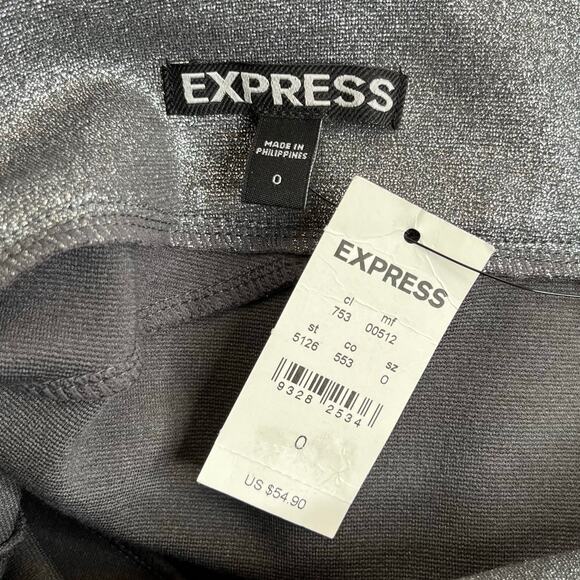 EXPRESS
MADE IN
PHILIPPINES
0
EXPRESS
cl mf
753 00512
st co sz
5126 553 0
9328 2534
0
US $54.90